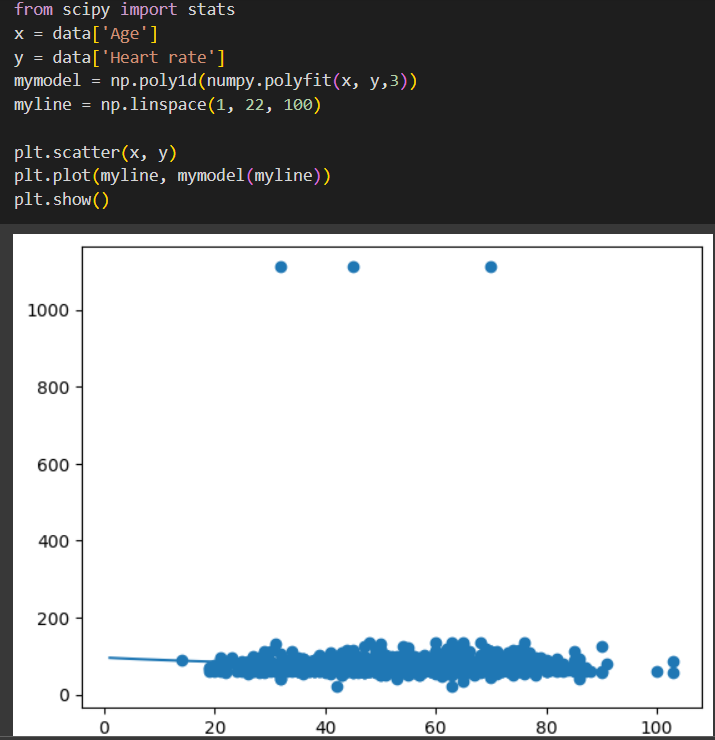 from scipy import stats
x = data['Age']
y = data['Heart rate']
mymodel = np.poly1d(numpy.polyfit(x, y,3))
myline = np.linspace(1, 22, 100)
plt.scatter(x, y)
plt.plot(myline, mymodel(myline))
plt.show()
1000
800
600
400
200
0
0 20 40 60 80 100